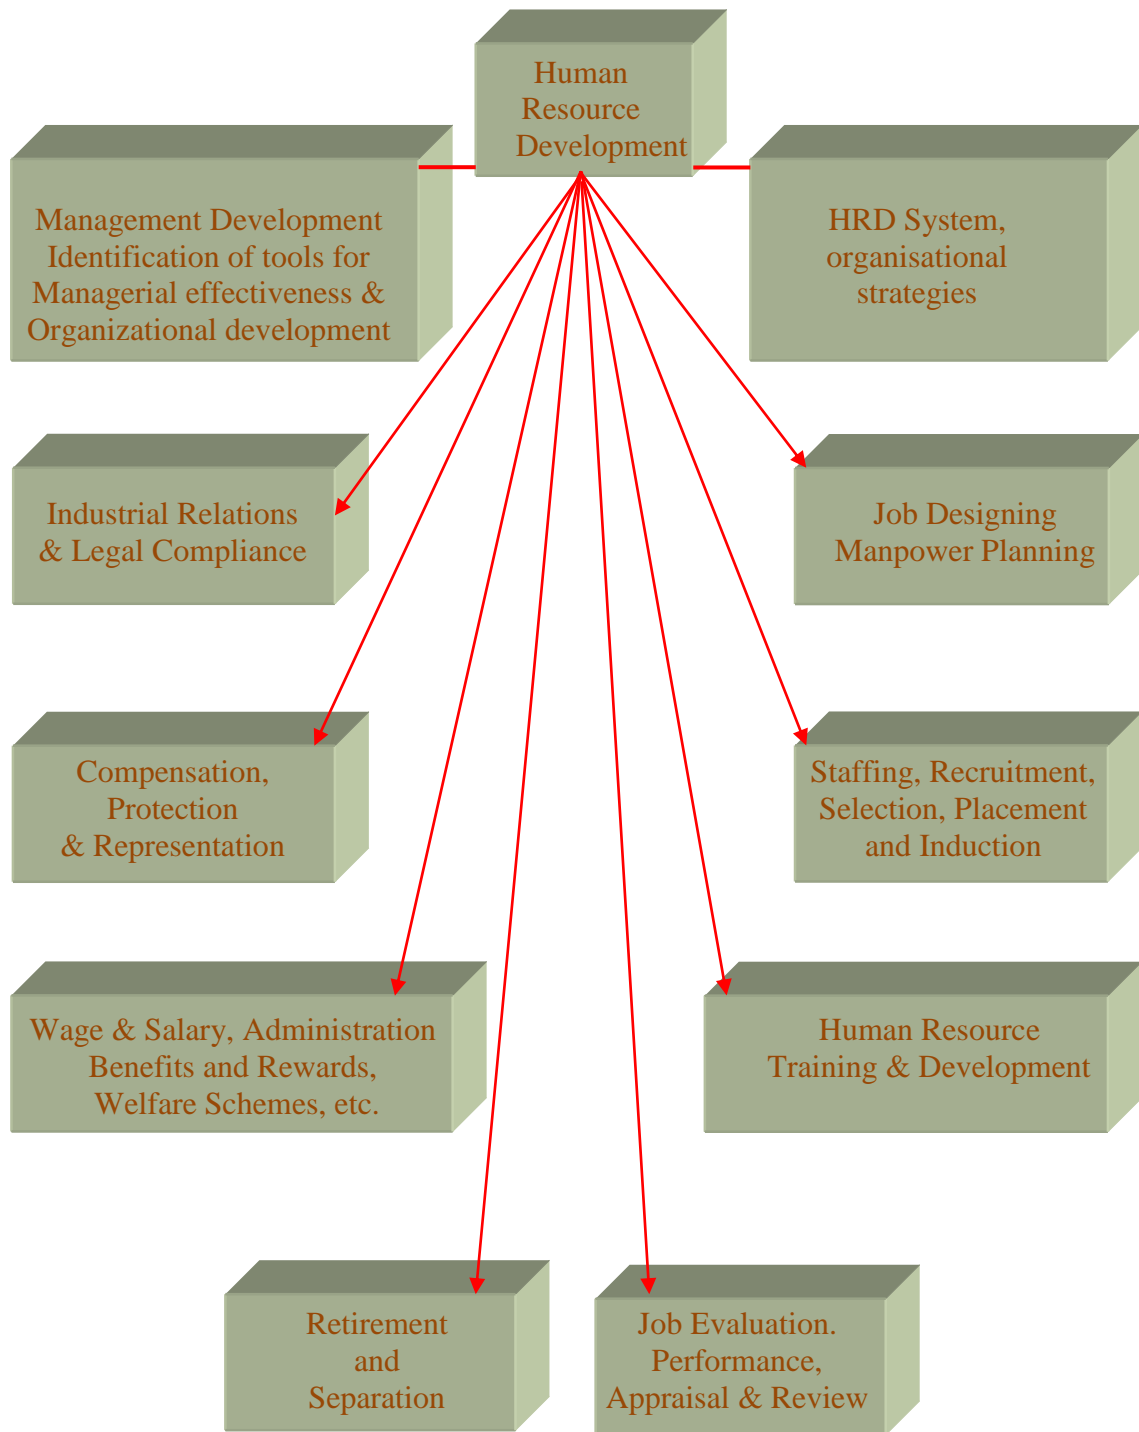 Human
Resource
Development
Management Development
Identification of tools for
Managerial effectiveness &
Organizational development
HRD System,
organisational
strategies
Industrial Relations
& Legal Compliance
Job Designing
Manpower Planning
Compensation,
Protection
& Representation
Staffing, Recruitment,
Selection, Placement
and Induction
Wage & Salary, Administration
Benefits and Rewards,
Welfare Schemes, etc.
Human Resource
Training & Development
Retirement
and
Separation
Job Evaluation.
Performance,
Appraisal & Review